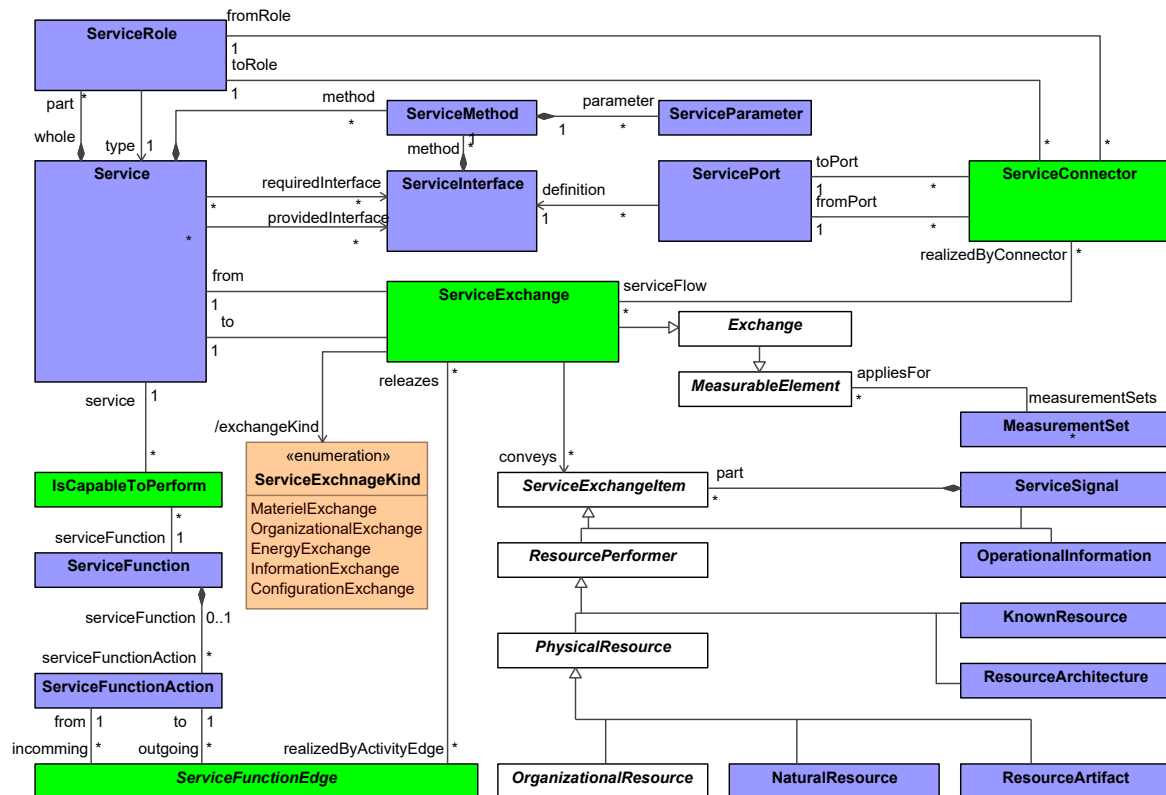 fromRole
ServiceRole
1
toRole
1
part
*
whole
type
1
method
*
ServiceMethod
1
parameter
*
ServiceParameter
1
method
*
*
*
Service
requiredInterface
*
*
providedInterface
*
*
ServiceInterface
definition
1
*
ServicePort
toPort
1
*
fromPort
1
*
ServiceConnector
realizedByConnector
*
from
1
to
1
ServiceExchange
serviceFlow
*
Exchange
MeasurableElement
appliesFor
*
measurementSets
MeasurementSet
*
service
1
*
releazes
*
/exchangeKind
«enumeration»
ServiceExchnageKind
MaterielExchange
OrganizationalExchange
EnergyExchange
InformationExchange
ConfigurationExchange
conveys
*
ServiceExchangeItem
part
*
ServiceSignal
IsCapableToPerform
*
serviceFunction
1
ServiceFunction
ResourcePerformer
OperationalInformation
serviceFunction
0..1
KnownResource
PhysicalResource
serviceFunctionAction
*
ServiceFunctionAction
ResourceArchitecture
from
1
to
1
incomming
*
outgoing
*
realizedByActivityEdge
*
ServiceFunctionEdge
OrganizationalResource
NaturalResource
ResourceArtifact